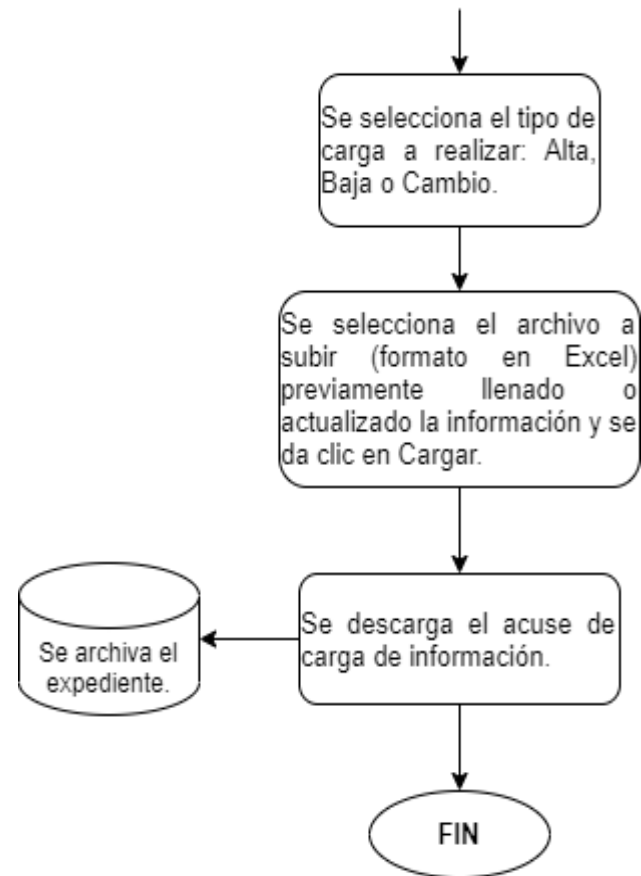 Se selecciona el tipo de
carga a realizar: Alta,
Baja o Cambio.
Se selecciona el archivo a
subir (formato en Excel)
previamente llenado o
actualizado la información y se
da clic en Cargar.
Se descarga el acuse de
carga de información.
Se archiva el
expediente.
FIN